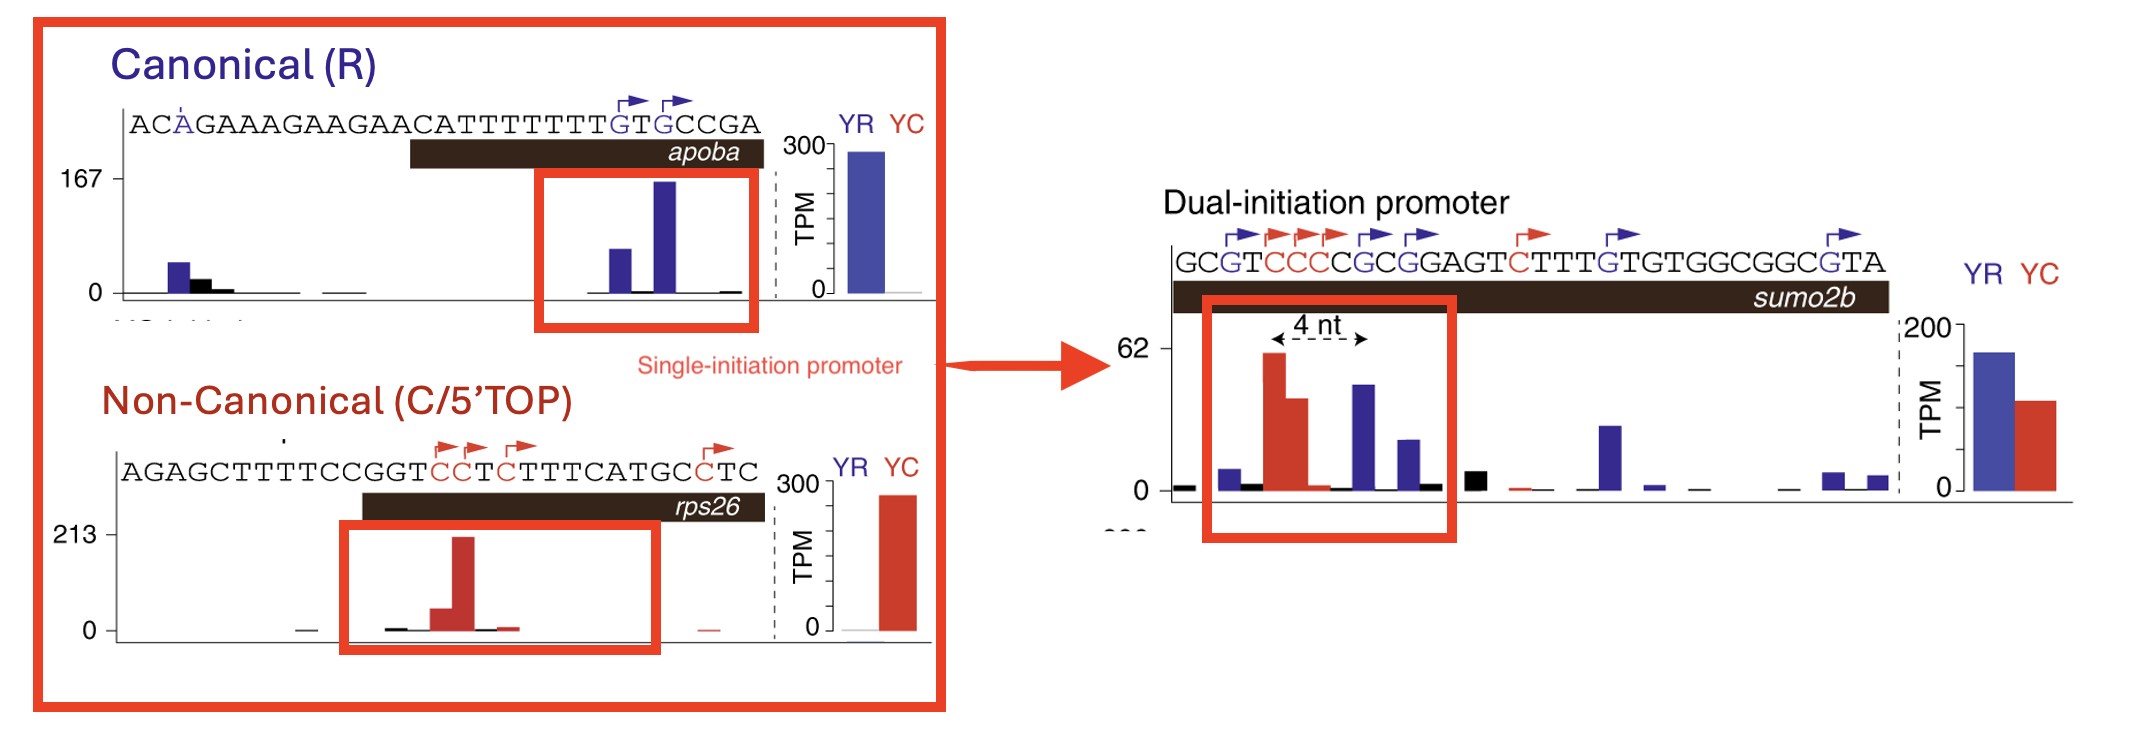 Canonical (R)
ACAGAAAGAAGAACATTTTTTTGTGCCGA
YR YC
apoba
300
167
TPM
0
0
Single-initiation promoter
Non-Canonical (C/5'TOP)
AGAGCTTTTTCCGGTCCTCTTTCATGCCTC
YR YC
300
rps26
213
TPM
0
0
Dual-initiation promoter
GCGTCCCCGCGGAGTCTTTGTGTGGCGGCGTA
YR YC
sumo2b
4 nt
200
62
TPM
0
0